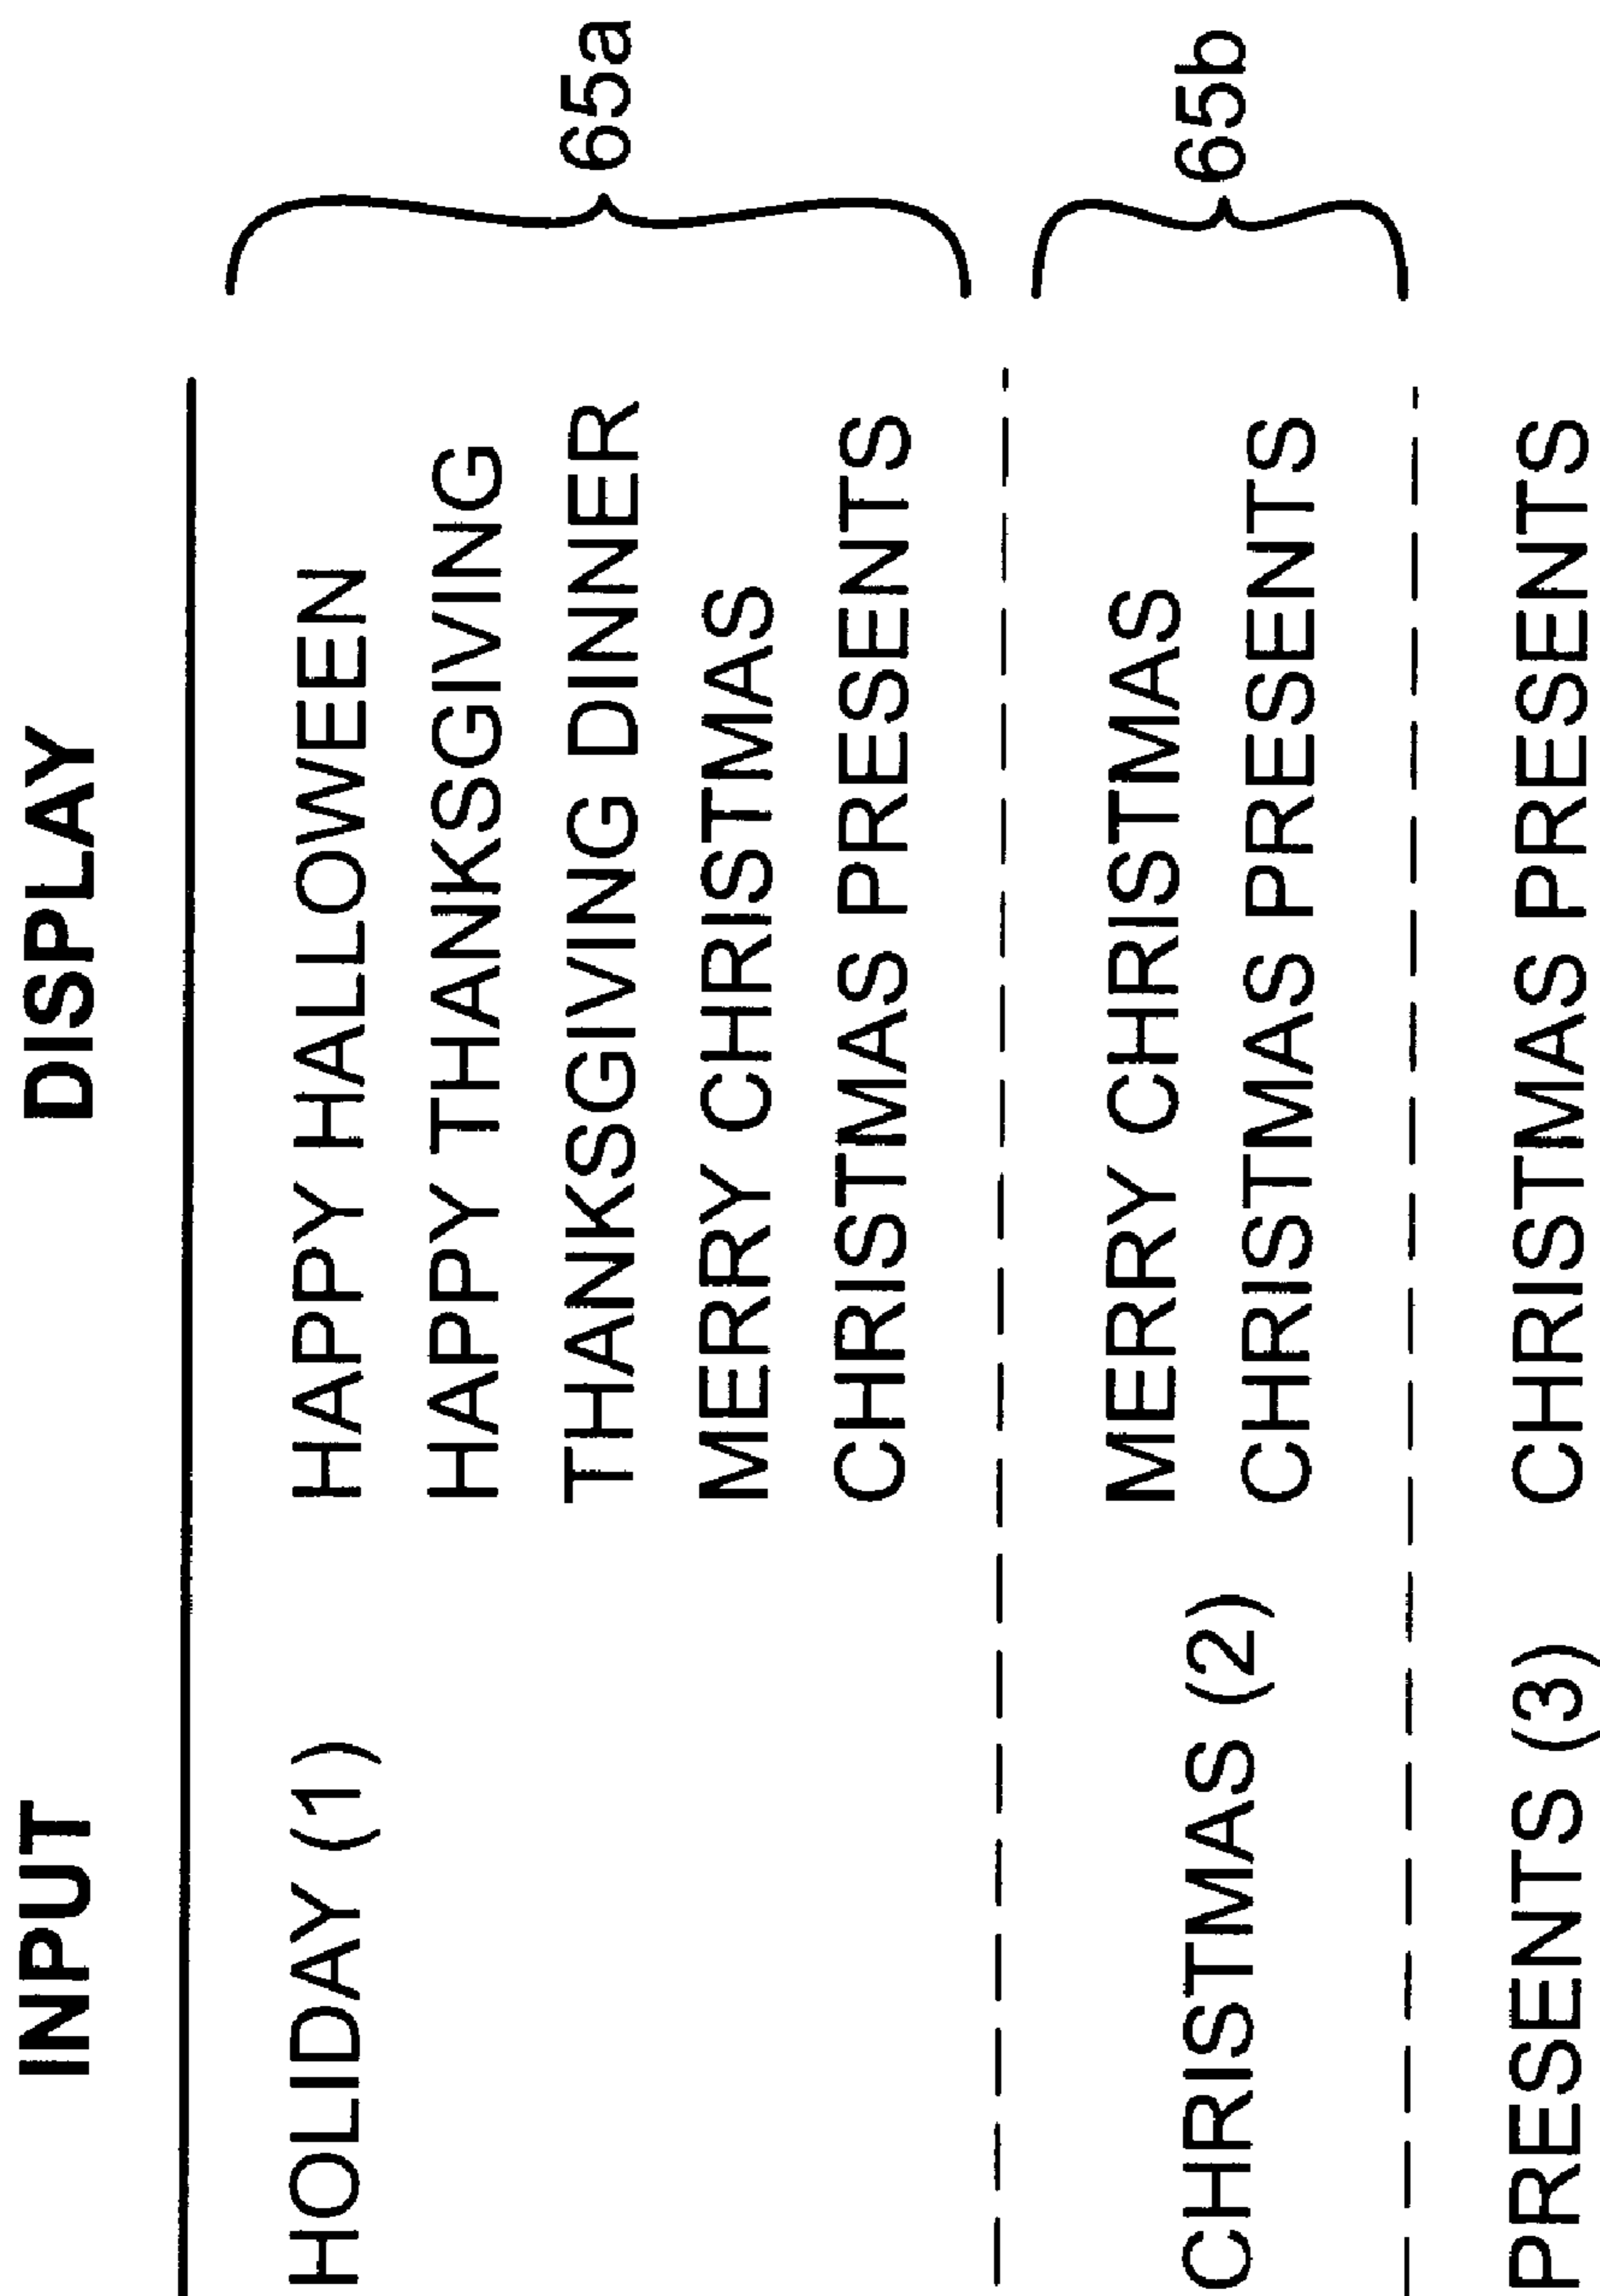 INPUT DISPLAY
HOLIDAY (1) HAPPY HALLOWEEN
HAPPY THANKSGIVING
THANKSGIVING DINNER
MERRY CHRISTMAS
CHRISTMAS PRESENTS
65a
MERRY CHRISTMAS
CHRISTMAS (2)
CHRISTMAS PRESENTS
65b
PRESENTS (3) CHRISTMAS PRESENTS